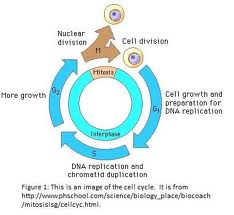 Nuclear
division
Cell division
M
Mitosis
G₂
G₁
More growth
Cell growth and
preparation for
DNA replication
Interphase
S
DNA replication and
chromatid duplication
Figure 1: This is an image of the cell cycle.  It is from
http://www.phschool.com/science/biology_place/biocoach
/mitosisisg/cellcyc.html.